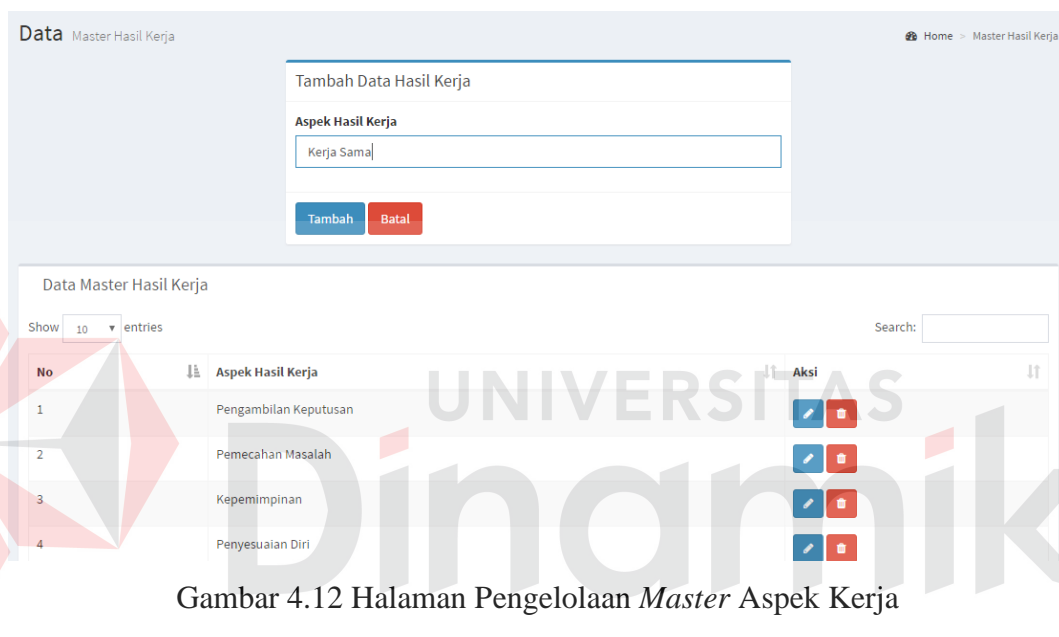 Data Master Hasil Kerja
Home > Master Hasil Kerja
Tambah Data Hasil Kerja
Aspek Hasil Kerja
Kerja Sama
Tambah Batal
Data Master Hasil Kerja
Show 10 entries
Search:
No Aspek Hasil Kerja Aksi
1 Pengambilan Keputusan
2 Pemecahan Masalah
3 Kepemimpinan
4 Penyesuaian Diri
UNIVERSITAS
Dinamik
Gambar 4.12 Halaman Pengelolaan Master Aspek Kerja